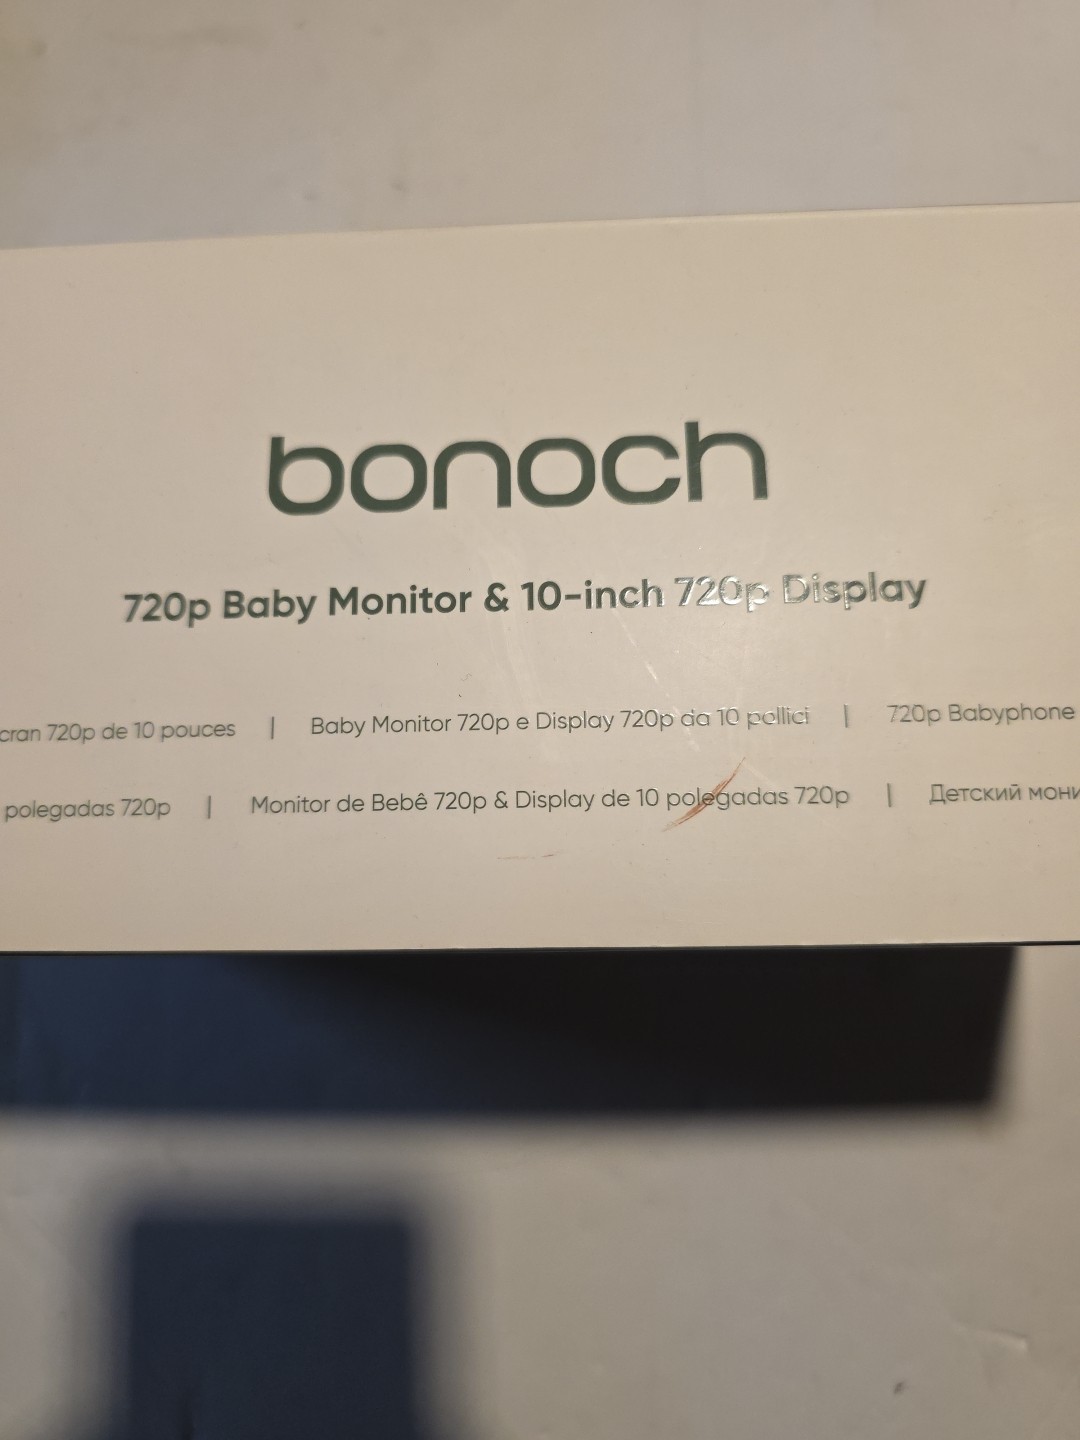 bonoch
720p Baby Monitor & 10-inch 720p Display
cran 720p de 10 pouces | Baby Monitor 720p e Display 720p da 10 pollici | 720p Babyphone
polegadas 720p | Monitor de Bebê 720p & Display de 10 polegadas 720p | Детский мони